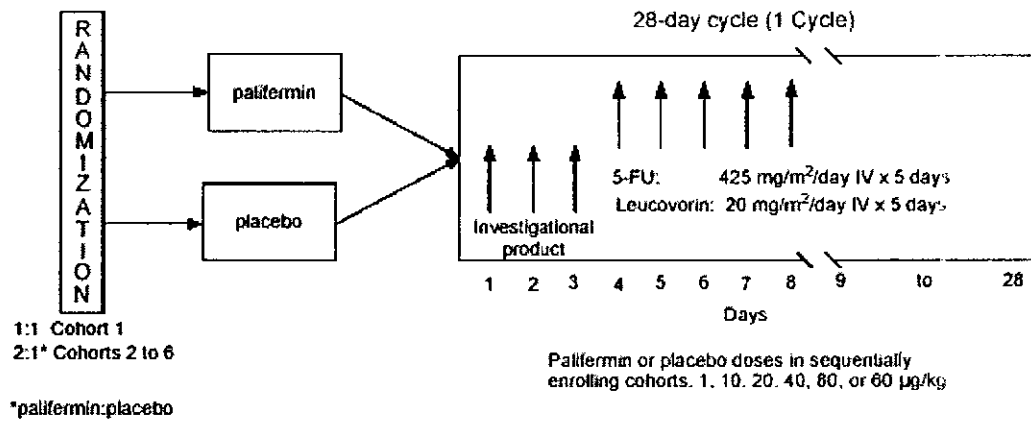 28-day cycle (1 Cycle)
RANDOMIZATION
palifermin
placebo
5-FU: 425 mg/m²/day IV x 5 days
Leucovorin: 20 mg/m²/day IV x 5 days
Investigational
product
1 2 3 4 5 6 7 8 9 to 28
Days
1:1 Cohort 1
2:1* Cohorts 2 to 6
Palifermin or placebo doses in sequentially
enrolling cohorts. 1, 10. 20. 40, 80, or 60 µg/kg
*palifermin:placebo